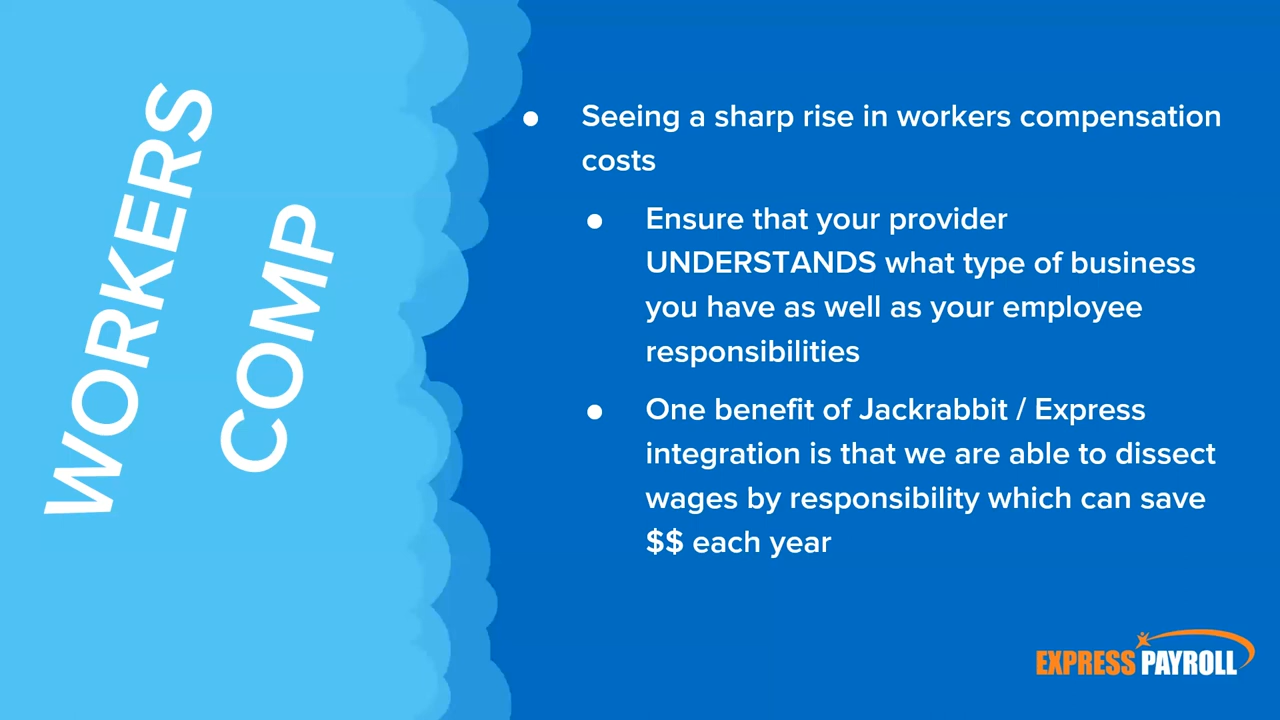 WORKERS
COMP
● Seeing a sharp rise in workers compensation
costs
● Ensure that your provider
UNDERSTANDS what type of business
you have as well as your employee
responsibilities
● One benefit of Jackrabbit / Express
integration is that we are able to dissect
wages by responsibility which can save
$$ each year
EXPRESS PAYROLL